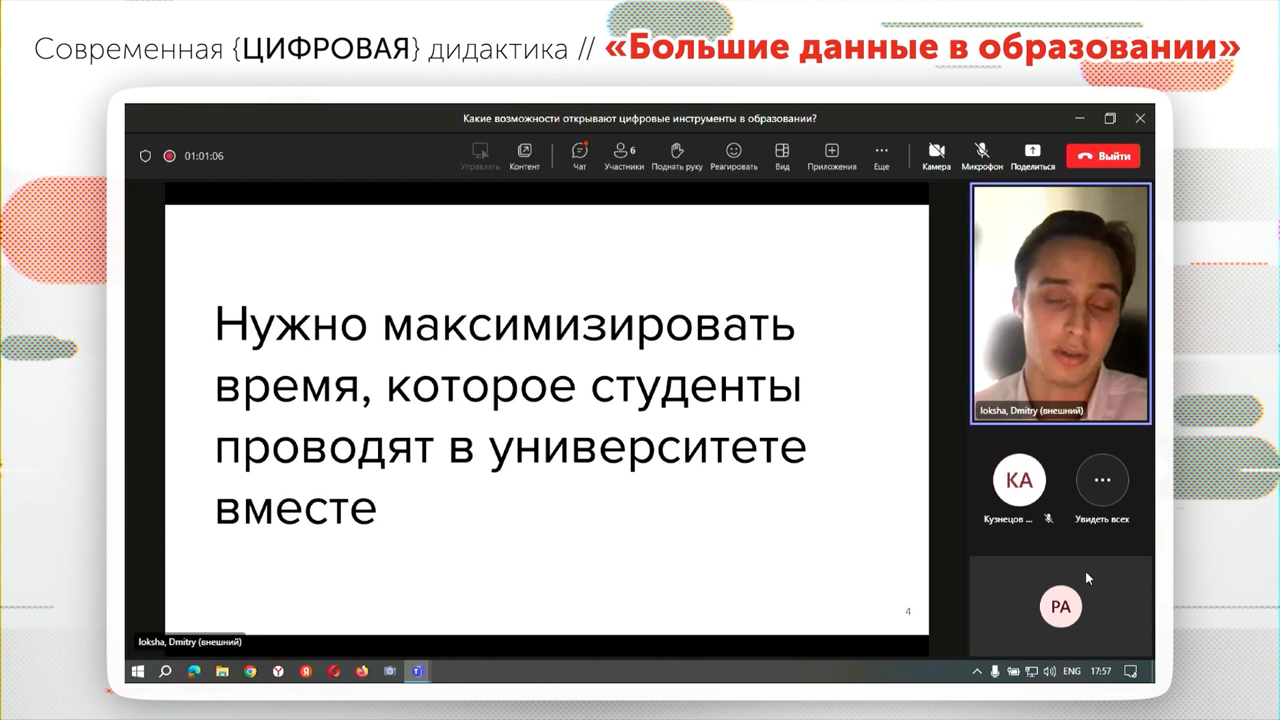 Современная {ЦИФРОВАЯ} дидактика // «Большие данные в образовании»
Какие возможности открывают цифровые инструменты в образовании?
01:01:06
Управлять
Контент
Чат
6
Участники
Поднять руку
Реагировать
Вид
Приложения
Еще
Камера
Микрофон
Поделиться
Выйти
Нужно максимизировать
время, которое студенты
проводят в университете
вместе
4
Ioksha, Dmitry (внешний)
Ioksha, Dmitry (внешний)
KA
Кузнецов ...
Увидеть всех
PA
ENG
17:57